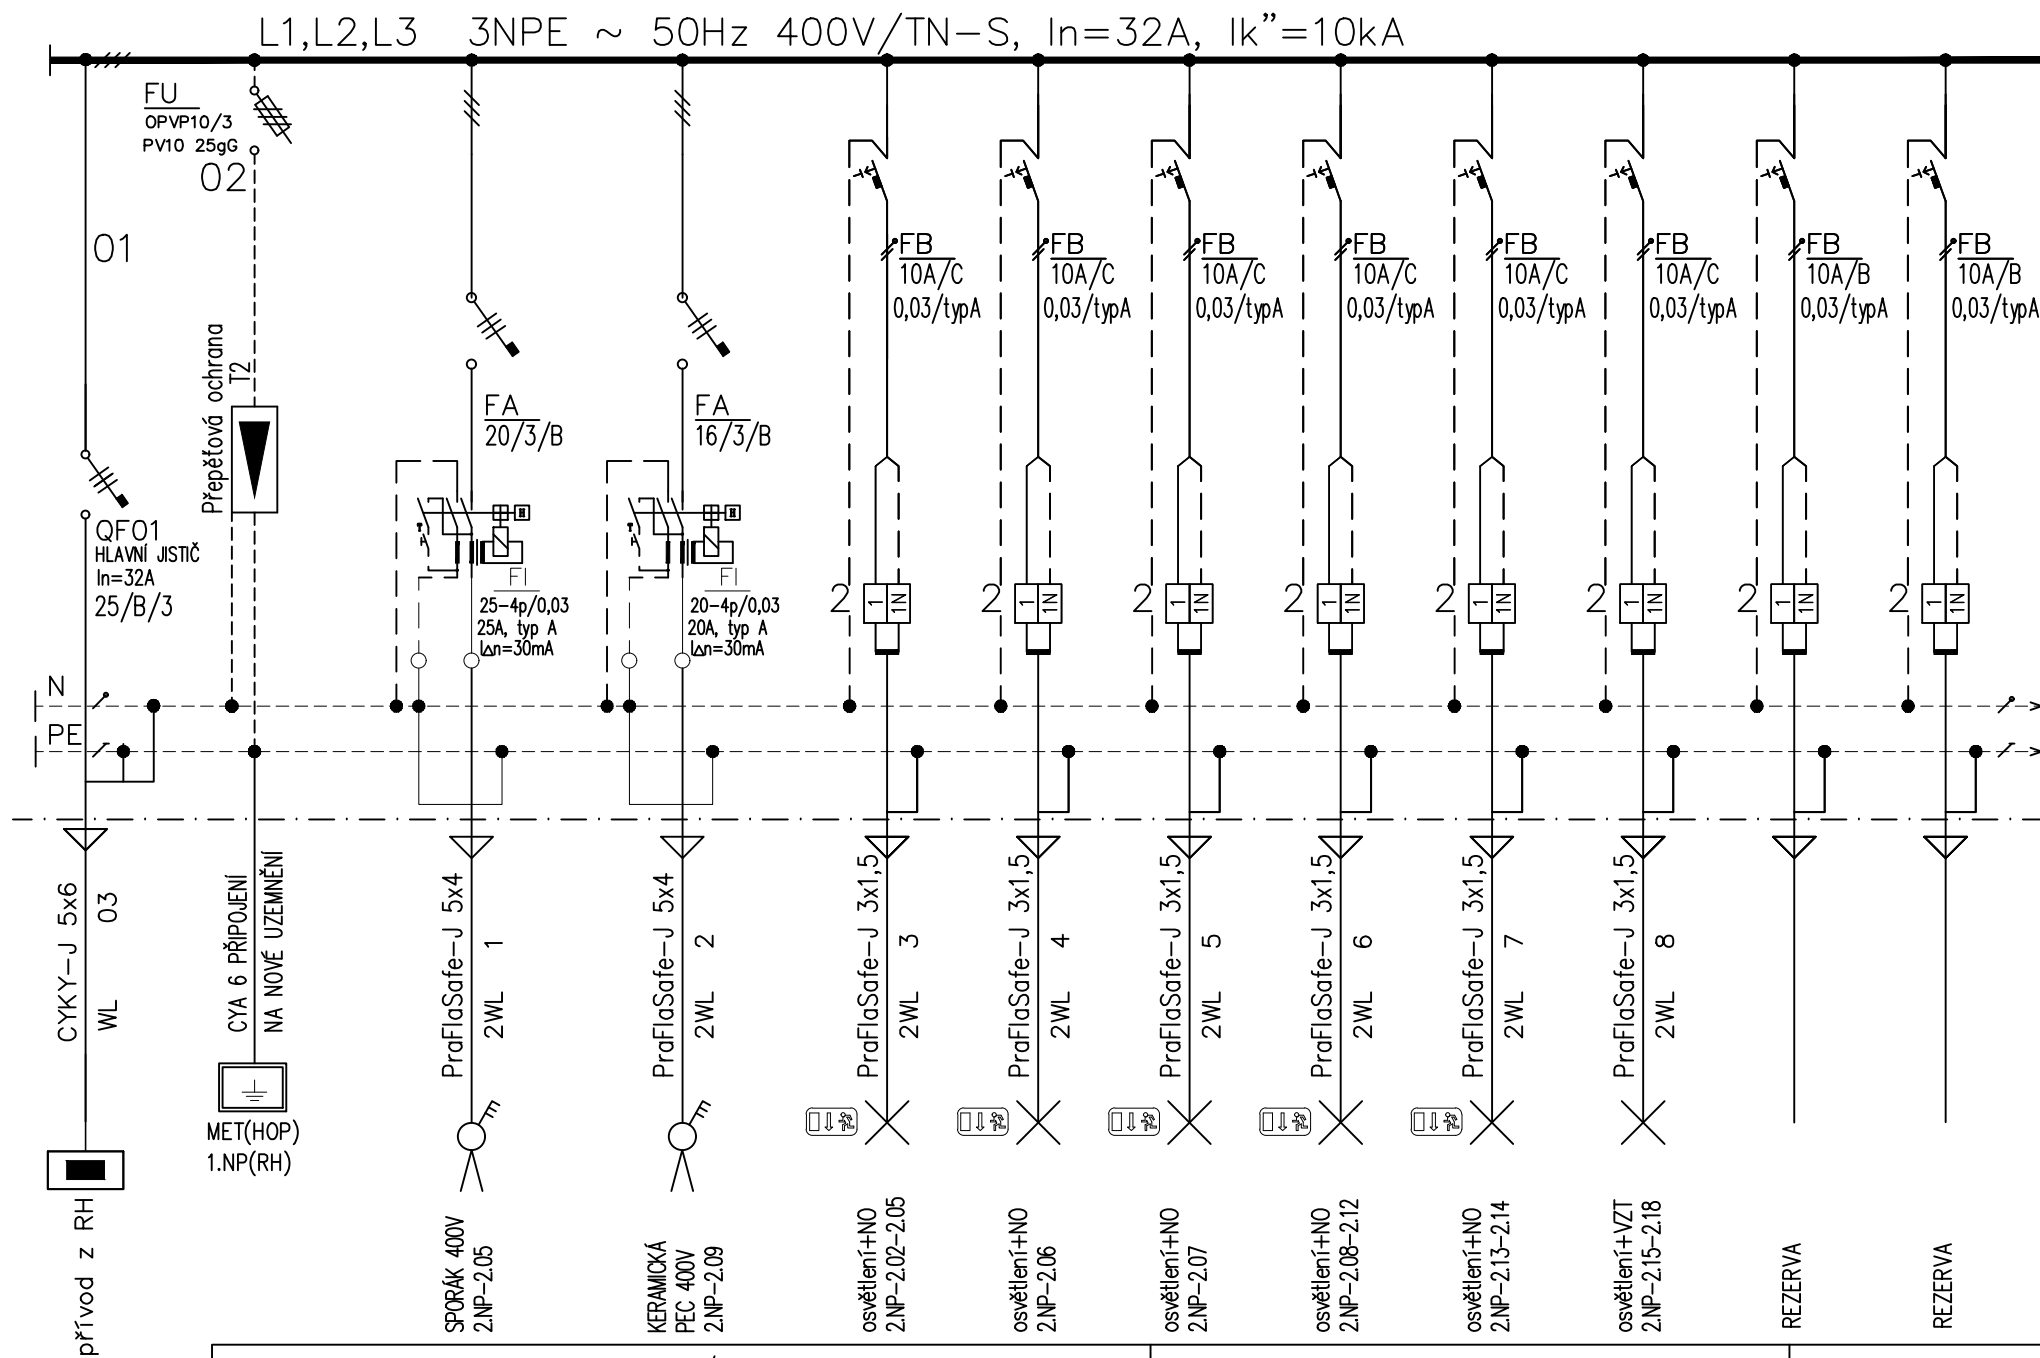 L1,L2,L3 3NPE ~ 50Hz 400V/TN-S, In=32A, Ik"=10kA
FU
OPVP10/3
PV10 25gG
02
01
Přepěťová ochrana
T2
QF01
HLAVNÍ JISTIČ
In=32A
25/B/3
FA
20/3/B
FI
25-4p/0,03
25A, typ A
I∆n=30mA
FA
16/3/B
FI
20-4p/0,03
20A, typ A
I∆n=30mA
FB
10A/C
0,03/typA
FB
10A/C
0,03/typA
FB
10A/C
0,03/typA
FB
10A/C
0,03/typA
FB
10A/C
0,03/typA
FB
10A/C
0,03/typA
FB
10A/B
0,03/typA
FB
10A/B
0,03/typA
2 1 1N
2 1 1N
2 1 1N
2 1 1N
2 1 1N
2 1 1N
2 1 1N
2 1 1N
N
PE
CYKY-J 5x6
WL 03
CYA 6 PŘIPOJENÍ
NA NOVÉ UZEMNĚNÍ
PraFlaSafe-J 5x4
2WL 1
PraFlaSafe-J 5x4
2WL 2
PraFlaSafe-J 3x1,5
2WL 3
PraFlaSafe-J 3x1,5
2WL 4
PraFlaSafe-J 3x1,5
2WL 5
PraFlaSafe-J 3x1,5
2WL 6
PraFlaSafe-J 3x1,5
2WL 7
PraFlaSafe-J 3x1,5
2WL 8
MET(HOP)
1.NP(RH)
přívod z RH
SPORÁK 400V
2.NP-2.05
KERAMICKÁ
PEC 400V
2.NP-2.09
osvětlení+NO
2.NP-2.02-2.05
osvětlení+NO
2.NP-2.06
osvětlení+NO
2.NP-2.07
osvětlení+NO
2.NP-2.08-2.12
osvětlení+NO
2.NP-2.13-2.14
osvětlení+VZT
2.NP-2.15-2.18
REZERVA
REZERVA